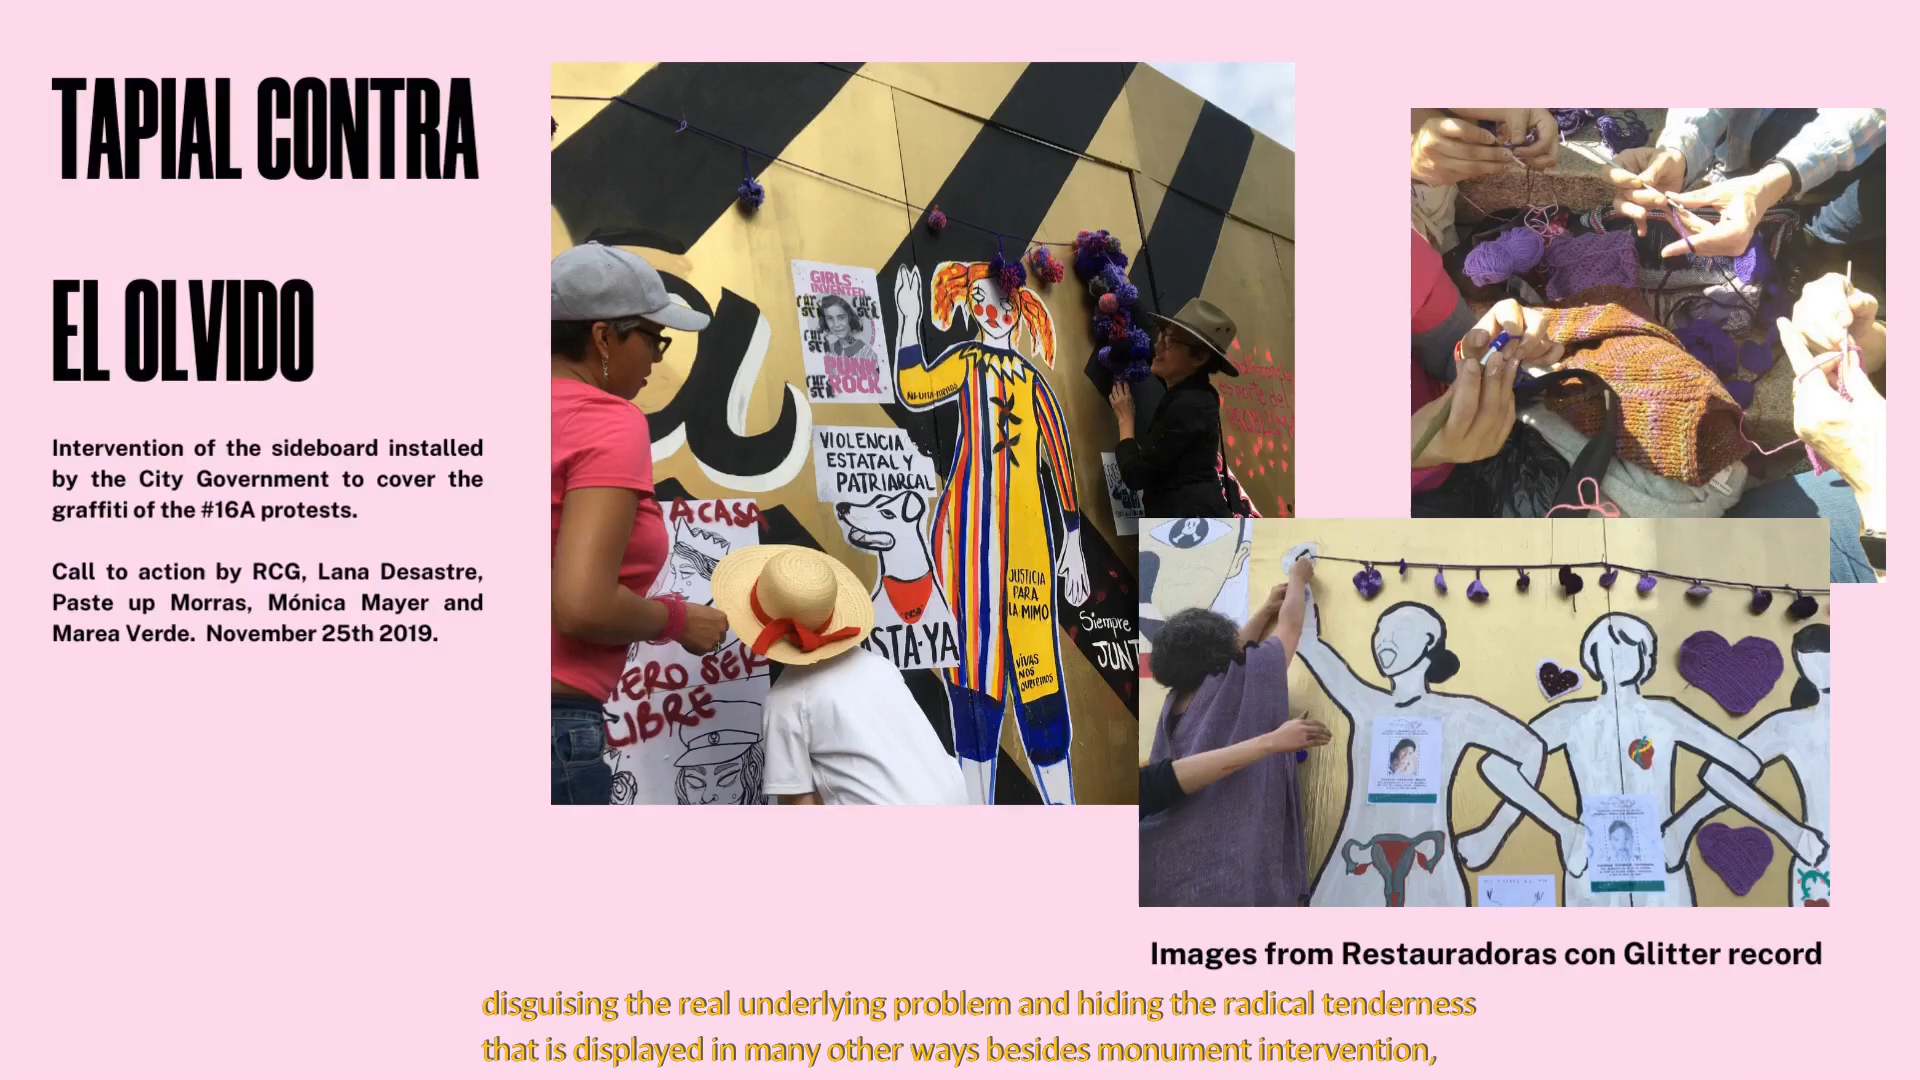 TAPIAL CONTRA
EL OLVIDO
Intervention of the sideboard installed
by the City Government to cover the
graffiti of the #16A protests.
Call to action by RCG, Lana Desastre,
Paste up Morras, Mónica Mayer and
Marea Verde. November 25th 2019.
GIRLS
INVENTED
PUNK
ROCK
NI UNA MENOS
VIOLENCIA
ESTATAL Y
PATRIARCAL
A CASA
JUSTICIA
PARA
LA MIMO
VIVAS
NOS
QUEREMOS
STA·YA
Siempre
JUNT
LIBRE
Images from Restauradoras con Glitter record
disguising the real underlying problem and hiding the radical tenderness
that is displayed in many other ways besides monument intervention,